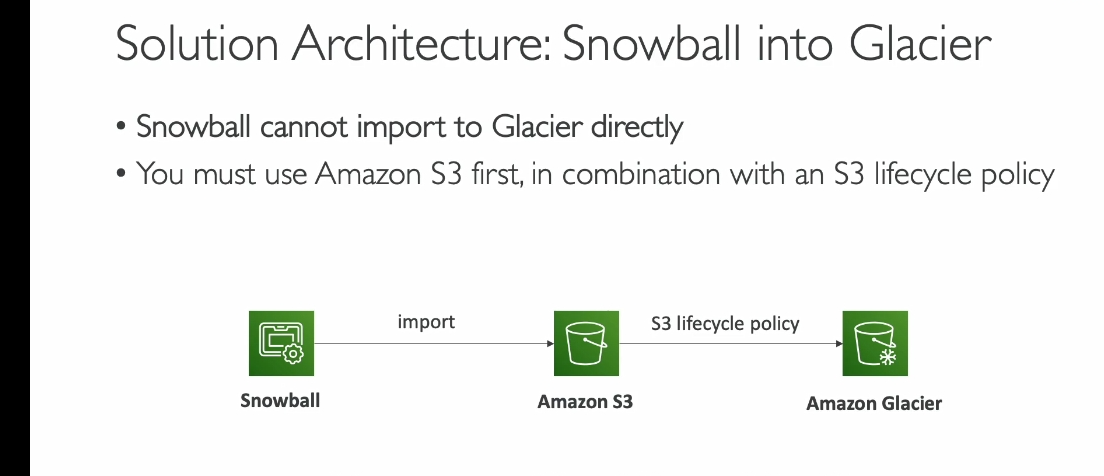 Solution Architecture: Snowball into Glacier
• Snowball cannot import to Glacier directly
• You must use Amazon S3 first, in combination with an S3 lifecycle policy
import
S3 lifecycle policy
Snowball
Amazon S3
Amazon Glacier